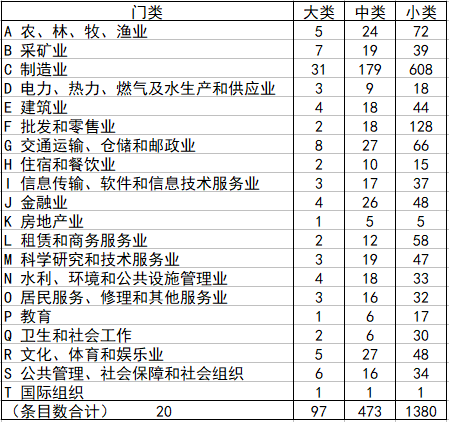 门类 大类 中类 小类
A 农、林、牧、渔业 5 24 72
B 采矿业 7 19 39
C 制造业 31 179 608
D 电力、热力、燃气及水生产和供应业 3 9 18
E 建筑业 4 18 44
F 批发和零售业 2 18 128
G 交通运输、仓储和邮政业 8 27 66
H 住宿和餐饮业 2 10 15
I 信息传输、软件和信息技术服务业 3 17 37
J 金融业 4 26 48
K 房地产业 1 5 5
L 租赁和商务服务业 2 12 58
M 科学研究和技术服务业 3 19 47
N 水利、环境和公共设施管理业 4 18 33
O 居民服务、修理和其他服务业 3 16 32
P 教育 1 6 17
Q 卫生和社会工作 2 6 30
R 文化、体育和娱乐业 5 27 48
S 公共管理、社会保障和社会组织 6 16 34
T 国际组织 1 1 1
（条目数合计） 20 97 473 1380